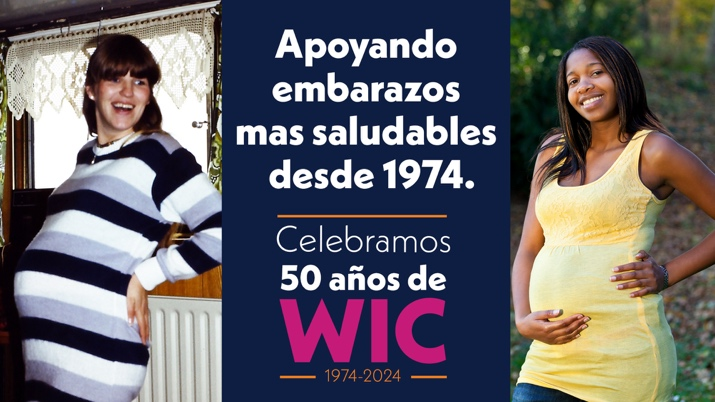 Apoyando
embarazos
mas saludables
desde 1974.
Celebramos
50 años de
WIC
1974-2024